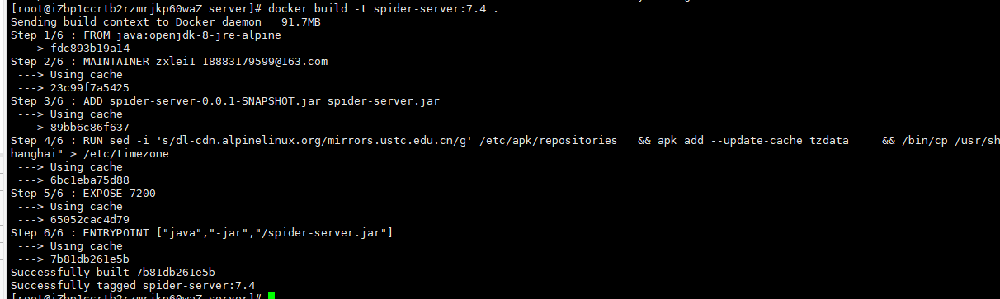 [root@iZbp1ccrtb2rzmrjkp60waZ server]# docker build -t spider-server:7.4 .
Sending build context to Docker daemon   91.7MB
Step 1/6 : FROM java:openjdk-8-jre-alpine
 ---> fdc893b19a14
Step 2/6 : MAINTAINER zxlei1 18883179599@163.com
 ---> Using cache
 ---> 23c99f7a5425
Step 3/6 : ADD spider-server-0.0.1-SNAPSHOT.jar spider-server.jar
 ---> Using cache
 ---> 89bb6c86f637
Step 4/6 : RUN sed -i 's/dl-cdn.alpinelinux.org/mirrors.ustc.edu.cn/g' /etc/apk/repositories   && apk add --update-cache tzdata     && /bin/cp /usr/sh
hanghai" > /etc/timezone
 ---> Using cache
 ---> 6bc1eba75d88
Step 5/6 : EXPOSE 7200
 ---> Using cache
 ---> 65052cac4d79
Step 6/6 : ENTRYPOINT ["java","-jar","/spider-server.jar"]
 ---> Using cache
 ---> 7b81db261e5b
Successfully built 7b81db261e5b
Successfully tagged spider-server:7.4
[root@iZbp1ccrtb2rzmrjkp60waZ server]#